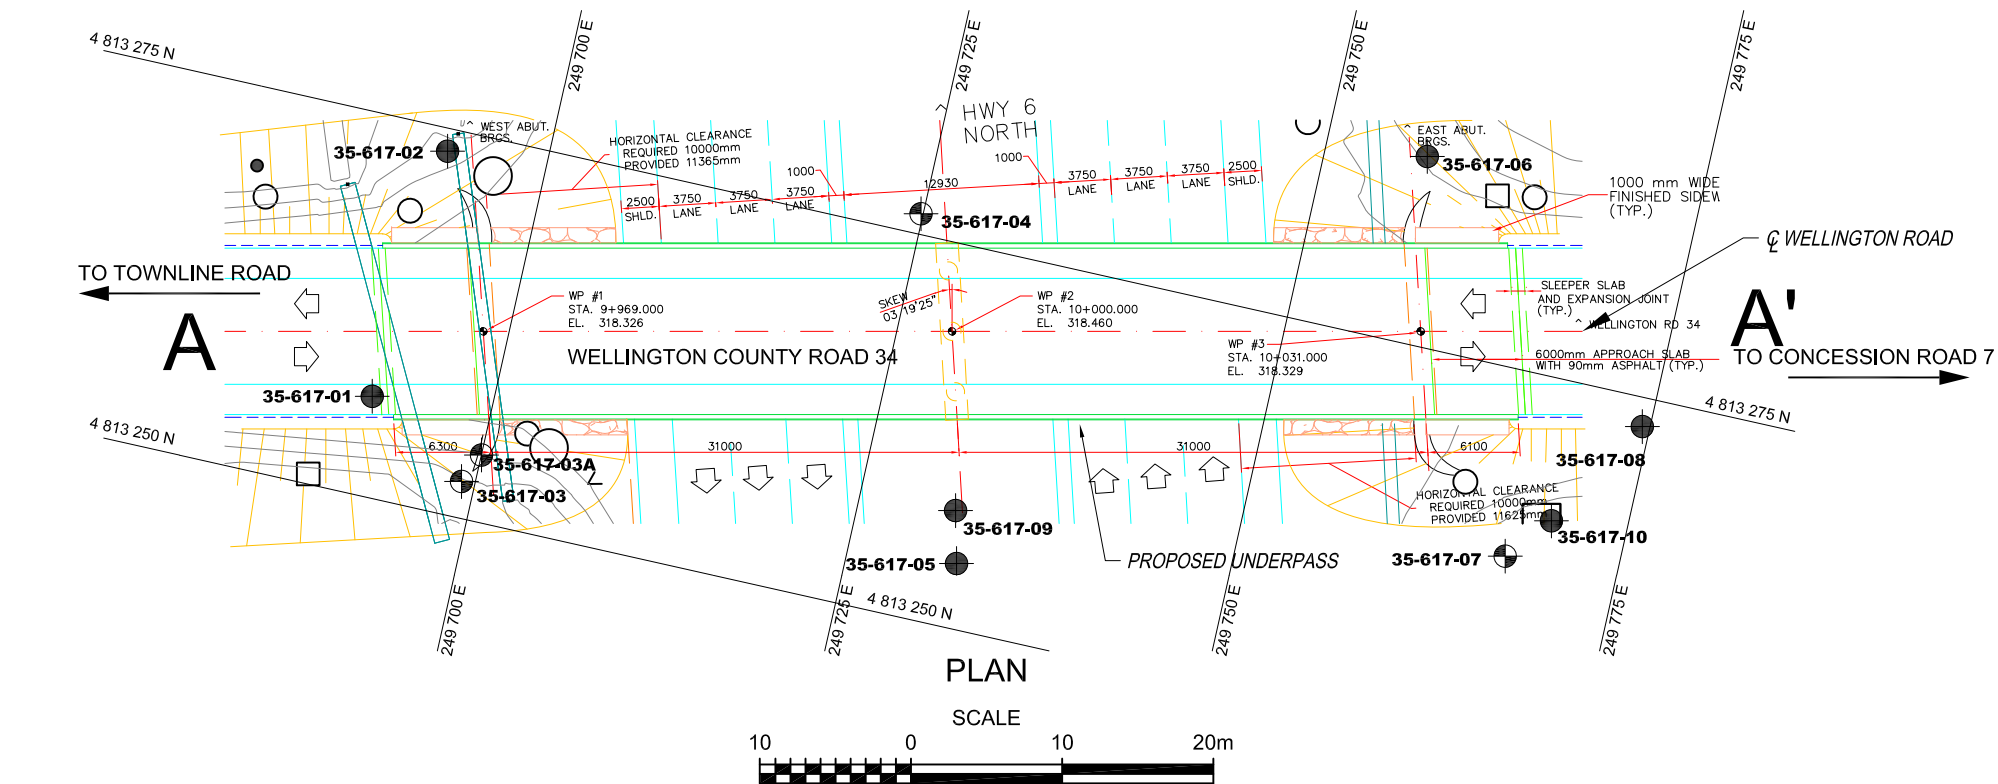 4 813 275 N
249 700 E
249 725 E
249 750 E
249 775 E
^ HWY 6
NORTH
^ WEST ABUT.
BRGS.
35-617-02
HORIZONTAL CLEARANCE
REQUIRED 10000mm
PROVIDED 11365mm
1000
12930
1000
2500
SHLD.
3750
LANE
3750
LANE
3750
LANE
3750
LANE
3750
LANE
3750
LANE
2500
SHLD.
^ EAST ABUT.
BRGS.
35-617-06
35-617-04
1000 mm WIDE
FINISHED SIDEW
(TYP.)
℄ WELLINGTON ROAD
TO TOWNLINE ROAD
A
WP #1
STA. 9+969.000
EL. 318.326
SKEW
03°19'25"
WP #2
STA. 10+000.000
EL. 318.460
SLEEPER SLAB
AND EXPANSION JOINT
(TYP.)
^ WELLINGTON RD 34
A'
WELLINGTON COUNTY ROAD 34
WP #3
STA. 10+031.000
EL. 318.329
6000mm APPROACH SLAB
WITH 90mm ASPHALT (TYP.)
TO CONCESSION ROAD 7
35-617-01
4 813 275 N
4 813 250 N
6300
31000
31000
6100
35-617-03A
35-617-03
35-617-08
HORIZONTAL CLEARANCE
REQUIRED 10000mm
PROVIDED 11625mm
35-617-09
35-617-10
35-617-05
PROPOSED UNDERPASS
35-617-07
4 813 250 N
249 700 E
249 725 E
249 750 E
249 775 E
PLAN
SCALE
10 0 10 20m